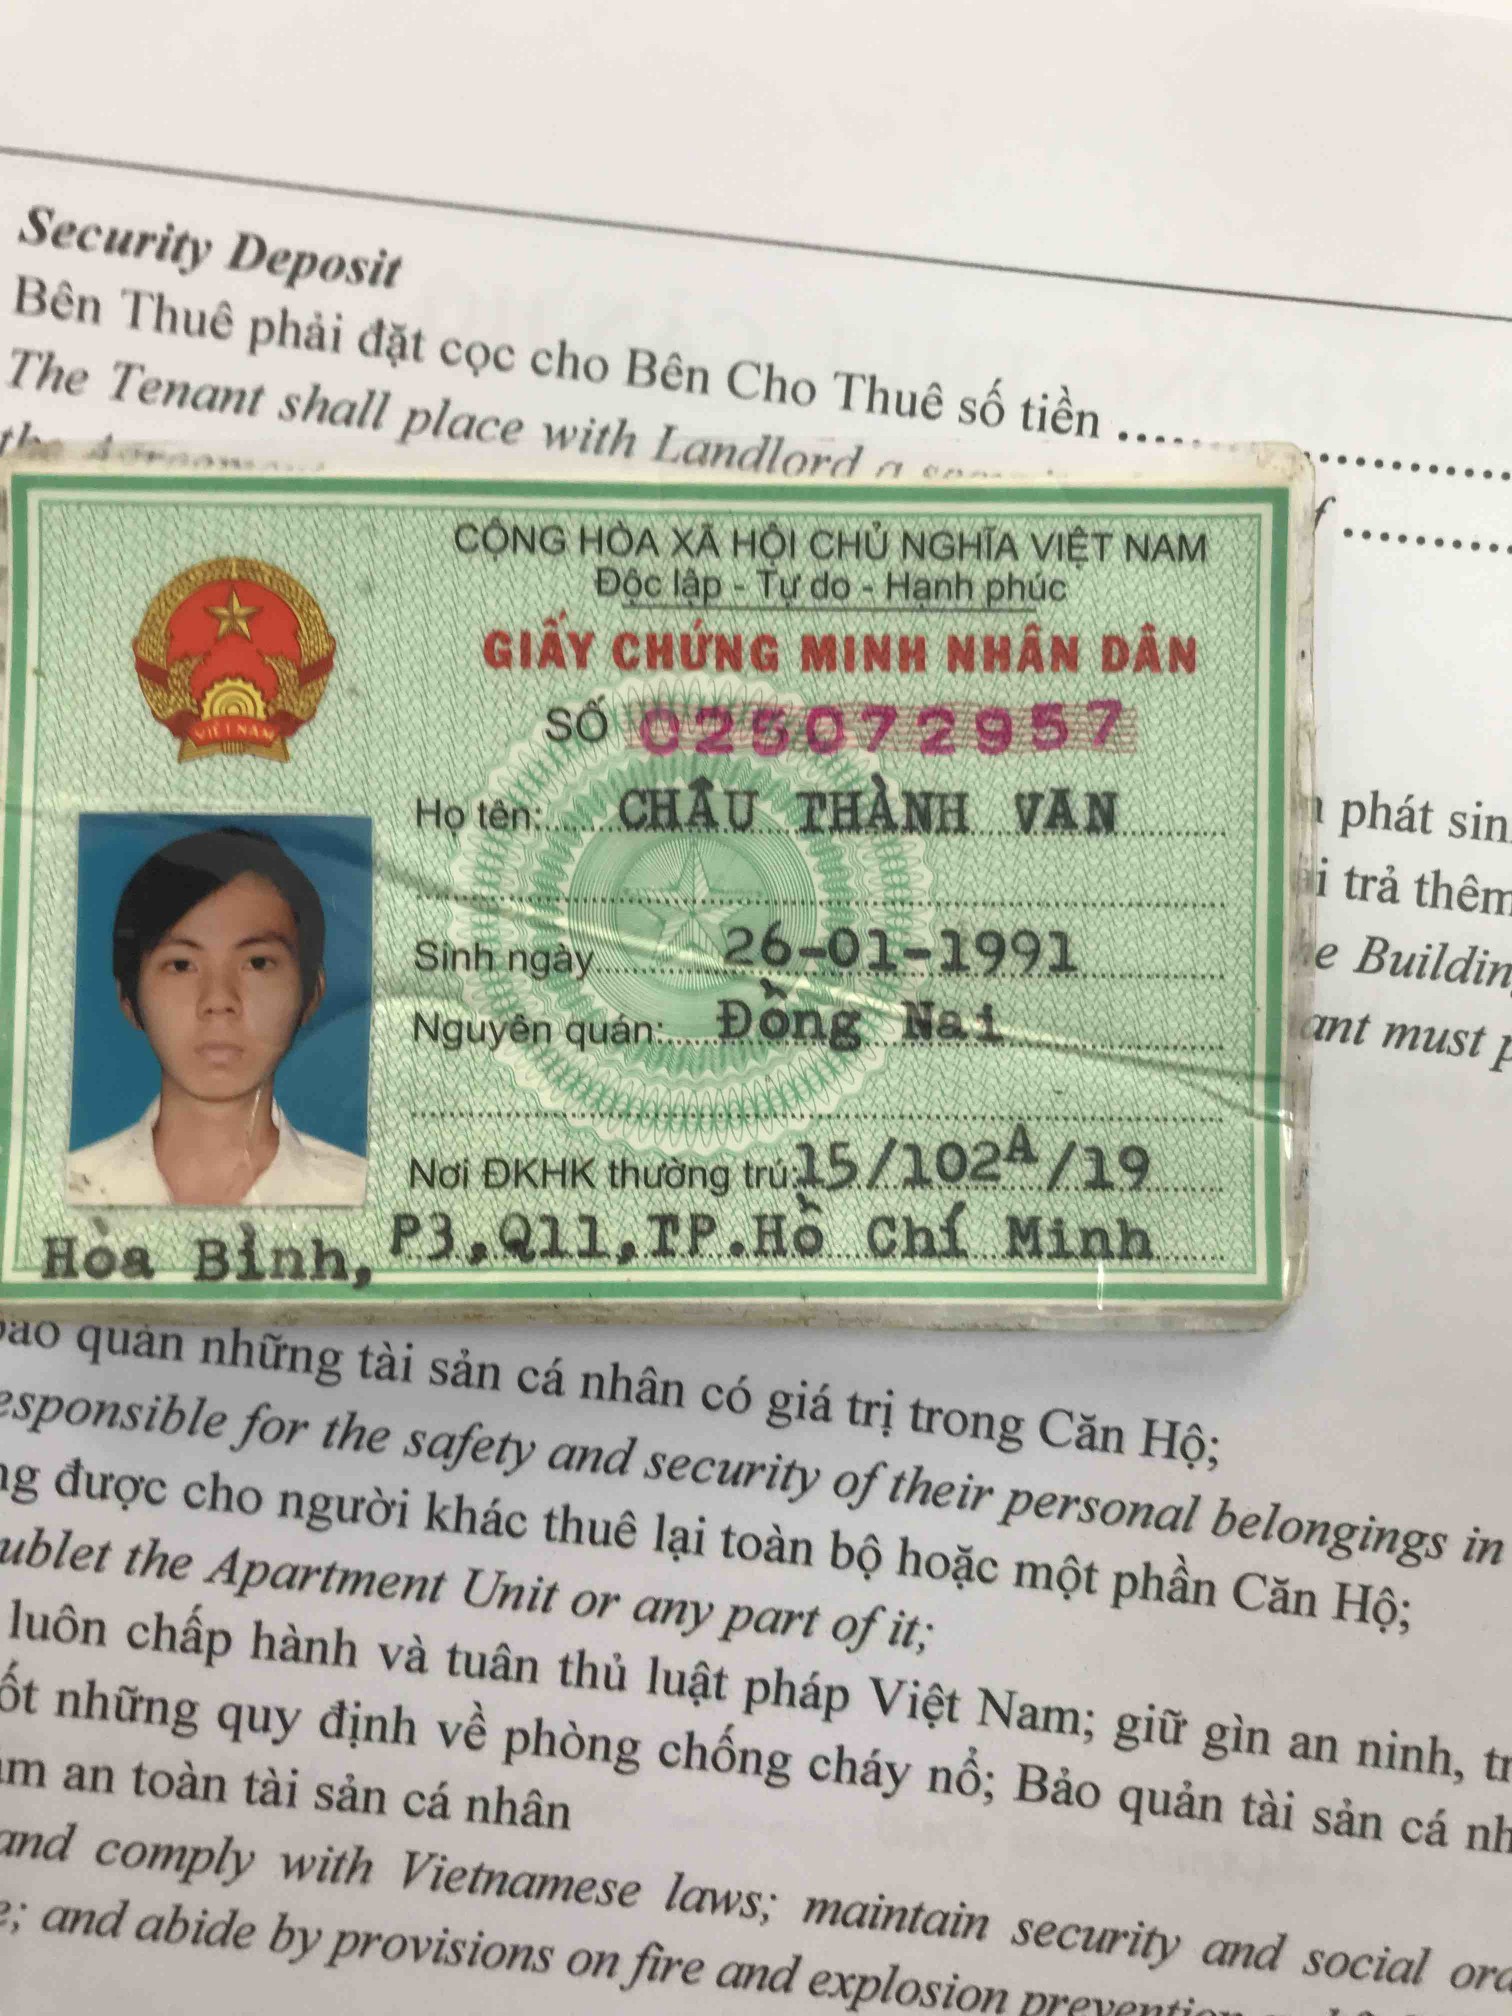 Security Deposit
Bên Thuê phải đặt cọc cho Bên Cho Thuê số tiền ..........
The Tenant shall place with Landlord a
CỘNG HÒA XÃ HỘI CHỦ NGHĨA VIỆT NAM
Độc lập - Tự do - Hạnh phúc
GIẤY CHỨNG MINH NHÂN DÂN
VIỆT NAM
SỐ 025072957
Họ tên: CHÂU THÀNH VAN
Sinh ngày 26-01-1991
Nguyên quán: Đồng Nai
Nơi ĐKHK thường trú: 15/102A/19
Hòa Bình, P3,Q11,TP.Hồ Chí Minh
phát sin
i trả thêm
e Buildin
ant must p
bảo quản những tài sản cá nhân có giá trị trong Căn Hộ;
esponsible for the safety and security of their personal belongings in
ng được cho người khác thuê lại toàn bộ hoặc một phần Căn Hộ;
ublet the Apartment Unit or any part of it;
luôn chấp hành và tuân thủ luật pháp Việt Nam; giữ gìn an ninh, tr
ốt những quy định về phòng chống cháy nổ; Bảo quản tài sản cá nh
am an toàn tài sản cá nhân
and comply with Vietnamese laws; maintain security and social ord
e; and abide by provisions on fire and explosion prevention